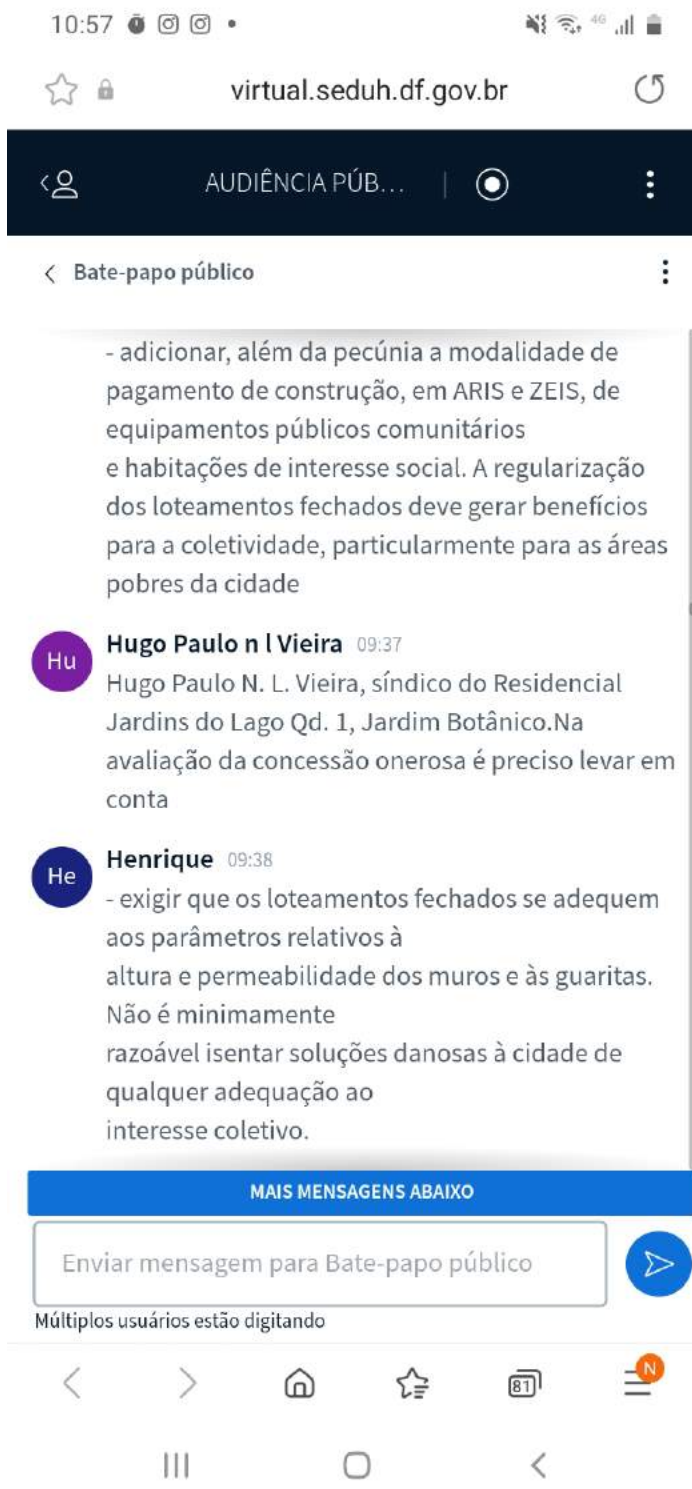 10:57
4G
virtual.seduh.df.gov.br
AUDIÊNCIA PÚB...
Bate-papo público
- adicionar, além da pecúnia a modalidade de
pagamento de construção, em ARIS e ZEIS, de
equipamentos públicos comunitários
e habitações de interesse social. A regularização
dos loteamentos fechados deve gerar benefícios
para a coletividade, particularmente para as áreas
pobres da cidade
Hu
Hugo Paulo n l Vieira 09:37
Hugo Paulo N. L. Vieira, síndico do Residencial
Jardins do Lago Qd. 1, Jardim Botânico.Na
avaliação da concessão onerosa é preciso levar em
conta
He
Henrique 09:38
- exigir que os loteamentos fechados se adequem
aos parâmetros relativos à
altura e permeabilidade dos muros e às guaritas.
Não é minimamente
razoável isentar soluções danosas à cidade de
qualquer adequação ao
interesse coletivo.
MAIS MENSAGENS ABAIXO
Enviar mensagem para Bate-papo público
Múltiplos usuários estão digitando
81
N